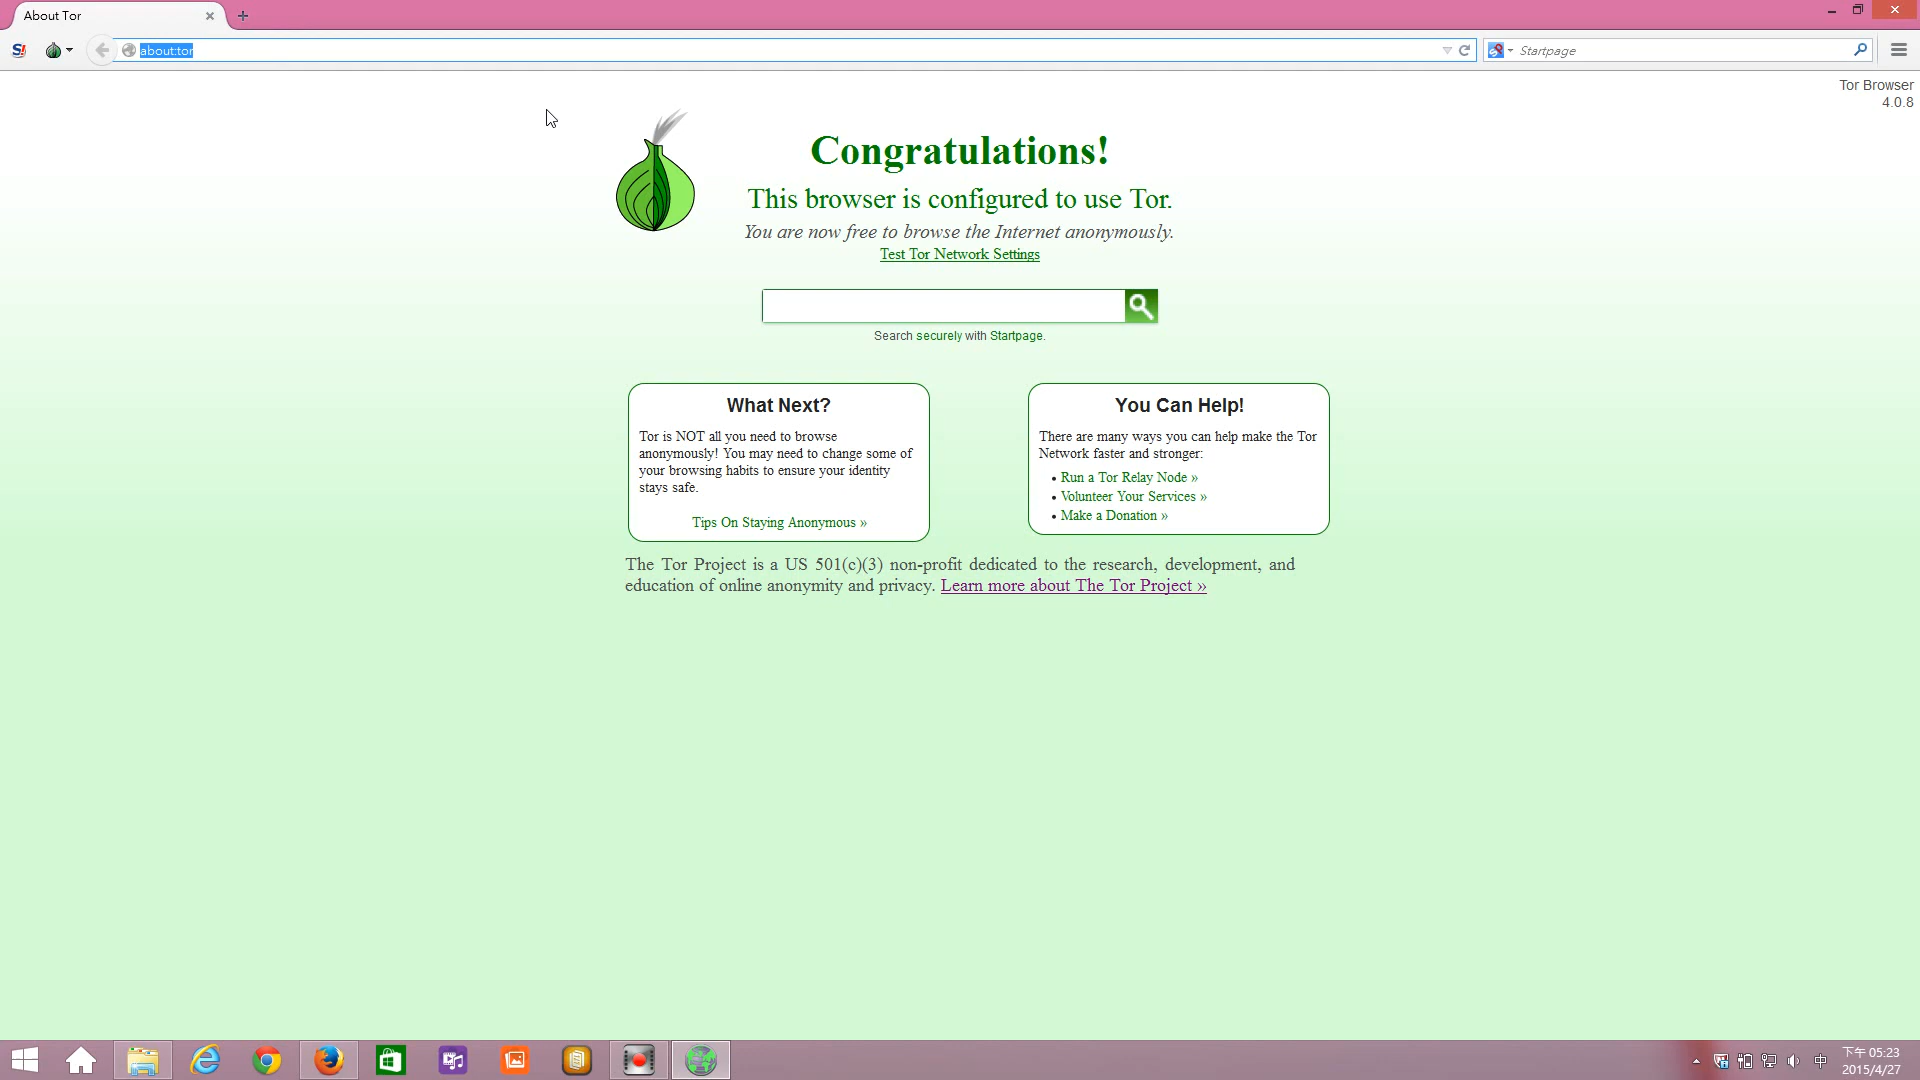 About Tor
about:tor
Startpage
Tor Browser
4.0.8
Congratulations!
This browser is configured to use Tor.
You are now free to browse the Internet anonymously.
Test Tor Network Settings
Search securely with Startpage.
What Next?
Tor is NOT all you need to browse
anonymously! You may need to change some of
your browsing habits to ensure your identity
stays safe.
Tips On Staying Anonymous »
You Can Help!
There are many ways you can help make the Tor
Network faster and stronger:
• Run a Tor Relay Node »
• Volunteer Your Services »
• Make a Donation »
The Tor Project is a US 501(c)(3) non-profit dedicated to the research, development, and
education of online anonymity and privacy. Learn more about The Tor Project »
中
下午 05:23
2015/4/27